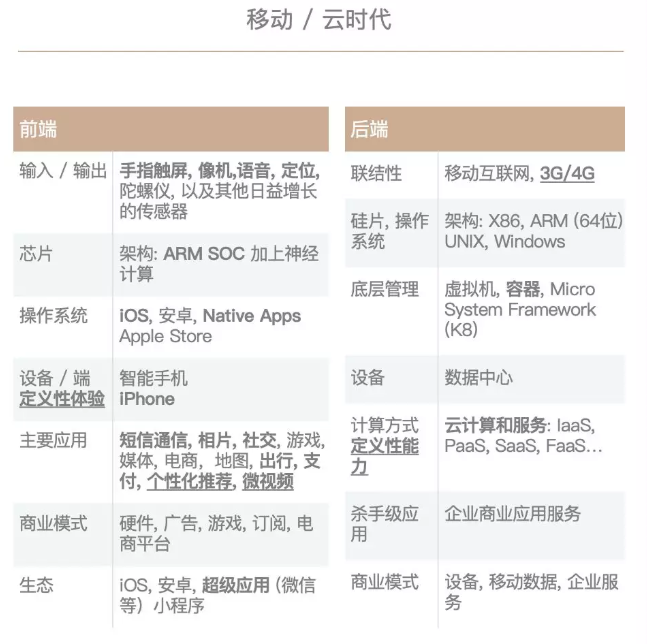 移动 / 云时代
前端
输入 / 输出
手指触屏, 像机,语音, 定位,
陀螺仪, 以及其他日益增长
的传感器
芯片
架构: ARM SOC 加上神经
计算
操作系统
iOS, 安卓, Native Apps
Apple Store
设备 / 端
定义性体验
智能手机
iPhone
主要应用
短信通信, 相片, 社交, 游戏,
媒体, 电商, 地图, 出行, 支
付, 个性化推荐, 微视频
商业模式
硬件, 广告, 游戏, 订阅, 电
商平台
生态
iOS, 安卓, 超级应用 (微信
等) 小程序
后端
联结性
移动互联网, 3G/4G
硅片, 操作
系统
架构: X86, ARM (64位)
UNIX, Windows
底层管理
虚拟机, 容器, Micro
System Framework
(K8)
设备
数据中心
计算方式
定义性能
力
云计算和服务: IaaS,
PaaS, SaaS, FaaS...
杀手级应
用
企业商业应用服务
商业模式
设备, 移动数据, 企业服
务